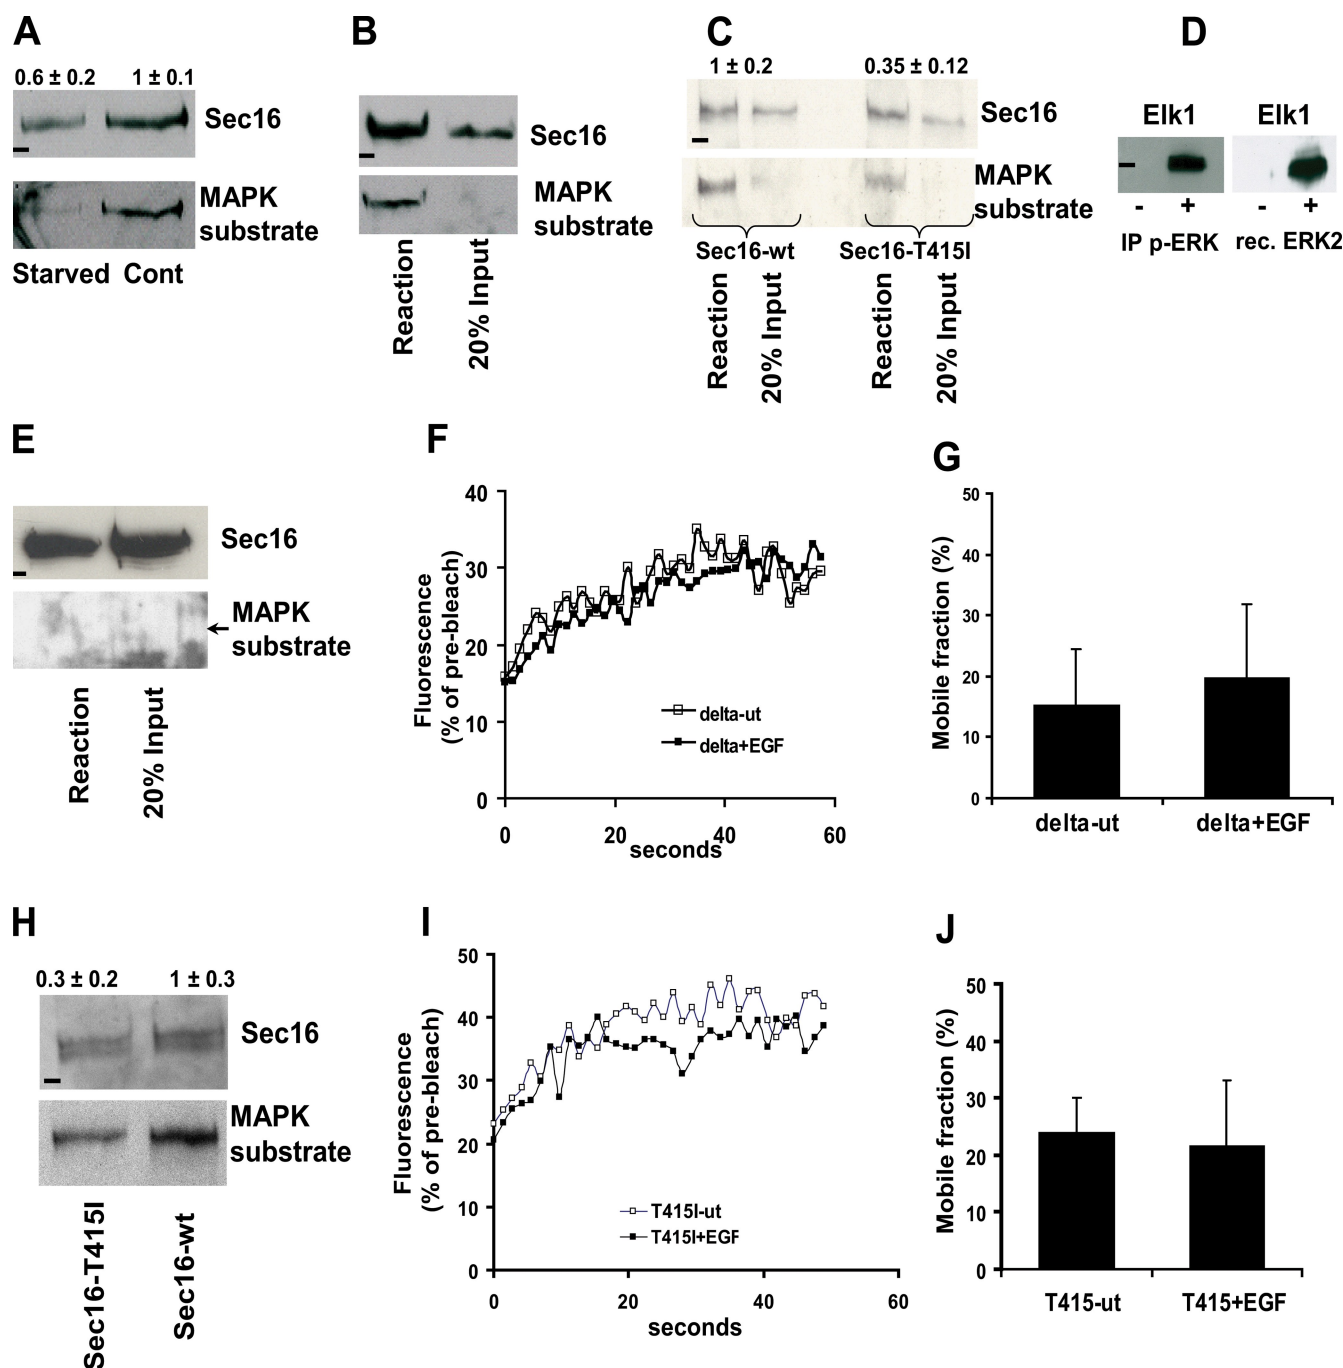 A
0.6 ± 0.2 1 ± 0.1
Sec16
MAPK
substrate
Starved Cont
B
Sec16
MAPK
substrate
Reaction
20% Input
C
1 ± 0.2 0.35 ± 0.12
Sec16
MAPK
substrate
Sec16-wt Sec16-T415I
Reaction
20% Input
Reaction
20% Input
D
Elk1 Elk1
- + - +
IP p-ERK rec. ERK2
E
Sec16
MAPK
substrate
Reaction
20% Input
F
Fluorescence
(% of pre-bleach)
40
30
20
10
0
delta-ut
delta+EGF
0 20 40 60
seconds
G
Mobile fraction (%)
50
40
30
20
10
0
delta-ut delta+EGF
H
0.3 ± 0.2 1 ± 0.3
Sec16
MAPK
substrate
Sec16-T415I
Sec16-wt
I
Fluorescence
(% of pre-bleach)
50
40
30
20
10
0
T415I-ut
T415I+EGF
0 20 40 60
seconds
J
Mobile fraction (%)
50
40
30
20
10
0
T415-ut T415+EGF